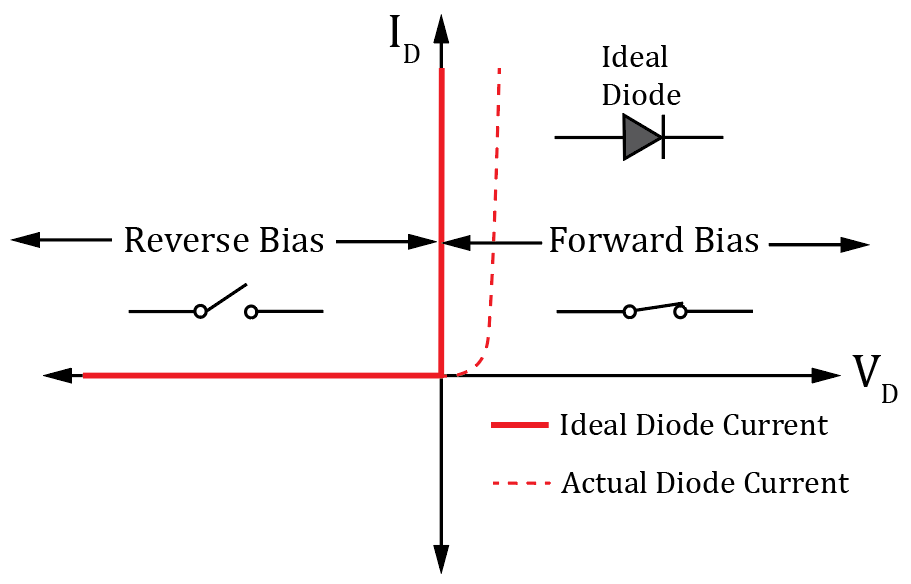 I_D
Ideal
Diode
Reverse Bias
Forward Bias
V_D
Ideal Diode Current
Actual Diode Current